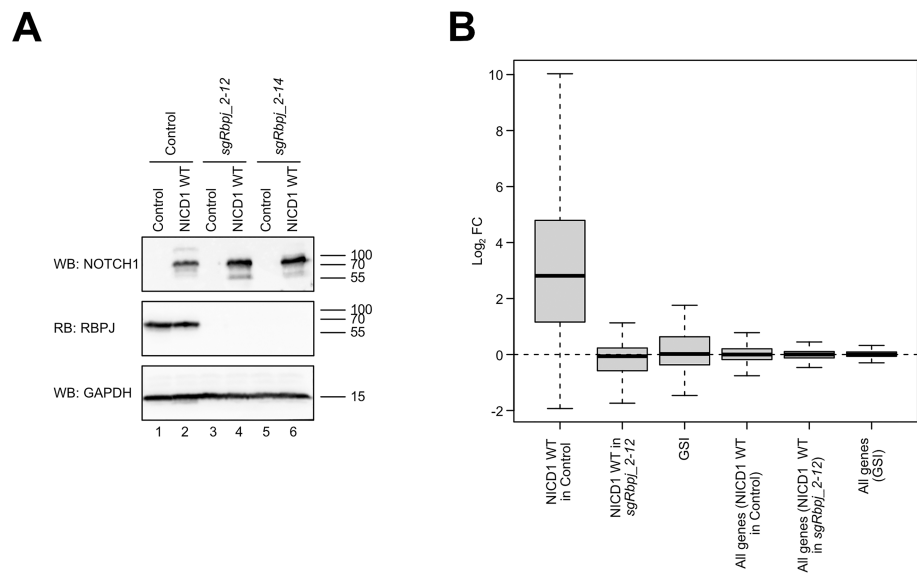 A
B
Control
sgRbpj_2-12
sgRbpj_2-14
Control
NICD1 WT
Control
NICD1 WT
Control
NICD1 WT
WB: NOTCH1
100
70
55
RB: RBPJ
100
70
55
WB: GAPDH
15
1 2 3 4 5 6
Log2 FC
10
8
6
4
2
0
-2
NICD1 WT
in Control
NICD1 WT in
sgRbpj_2-12
GSI
All genes (NICD1 WT
in Control)
All genes (NICD1 WT
in sgRbpj_2-12)
All genes
(GSI)